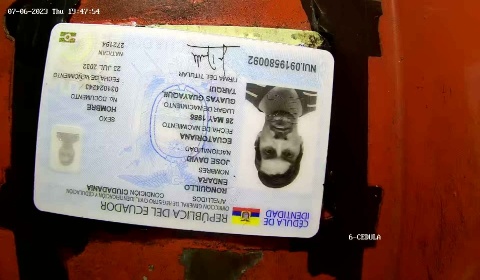 07-06-2023 Thu 19:47:54
CÉDULA DE IDENTIDAD
REPÚBLICA DEL ECUADOR
DIRECCIÓN GENERAL DE REGISTRO CIVIL, IDENTIFICACIÓN Y CEDULACIÓN
APELLIDOS
CONDICIÓN CIUDADANÍA
RONQUILLO
ENDARA
NOMBRES
JOSE DAVID
NACIONALIDAD
ECUATORIANA
FECHA DE NACIMIENTO
SEXO
26 MAY 1988
HOMBRE
LUGAR DE NACIMIENTO
No. DOCUMENTO
GUAYAS GUAYAQUIL
031024243
TARQUI
FECHA DE VENCIMIENTO
FIRMA DEL TITULAR
23 JUL 2032
NAT/CAN
272194
NUI.0919580092
6-CEDULA